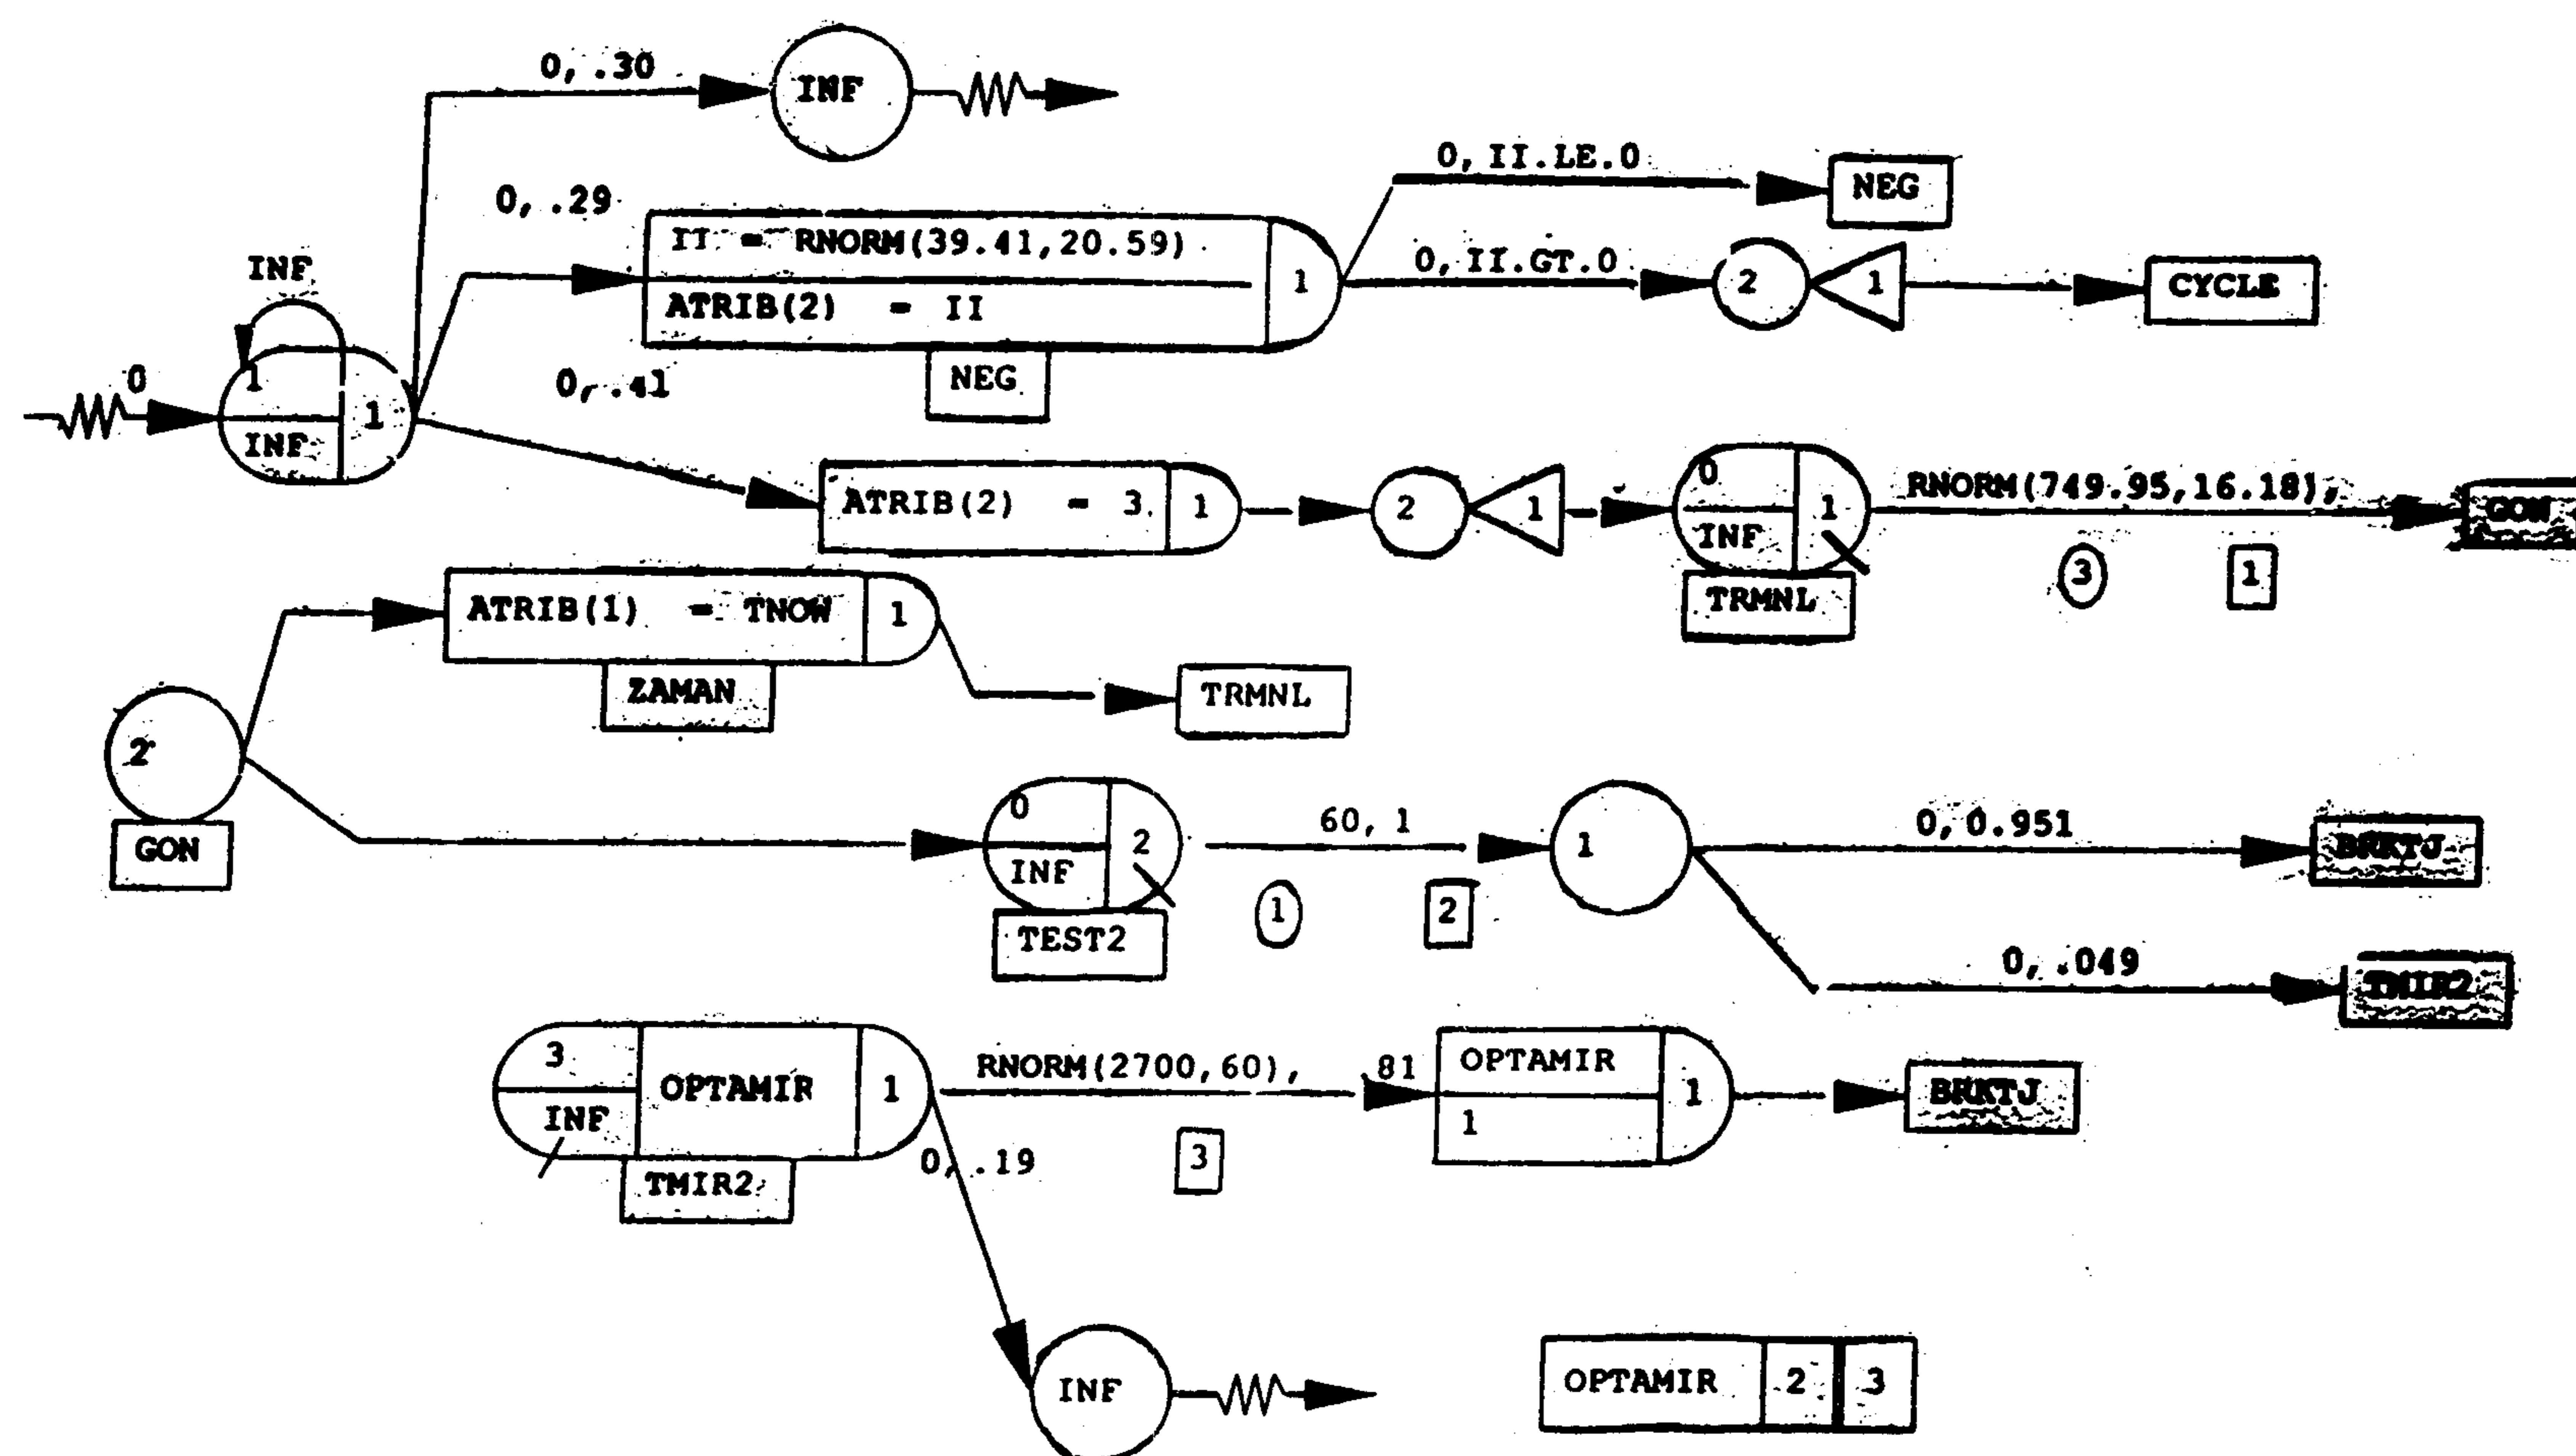 0, .30
INF
0, II.LE.0
NEG
0, .29
II = RNORM(39.41,20.59)
ATRIB(2) = II
1
NEG
0, II.GT.0
2
1
CYCLE
INF
0
1
INF
1
0, .41
ATRIB(2) = 3
1
2
1
0
INF
1
TRMNL
RNORM(749.95,16.18),
3
1
GON
ATRIB(1) = TNOW
1
ZAMAN
TRMNL
2
GON
0
INF
2
TEST2
60, 1
1
2
1
0, 0.951
BRKTJ
0, .049
TMIR2
3
INF
OPTAMIR
1
TMIR2
RNORM(2700,60), .81
3
OPTAMIR
1
1
BRKTJ
0, .19
INF
OPTAMIR 2 3